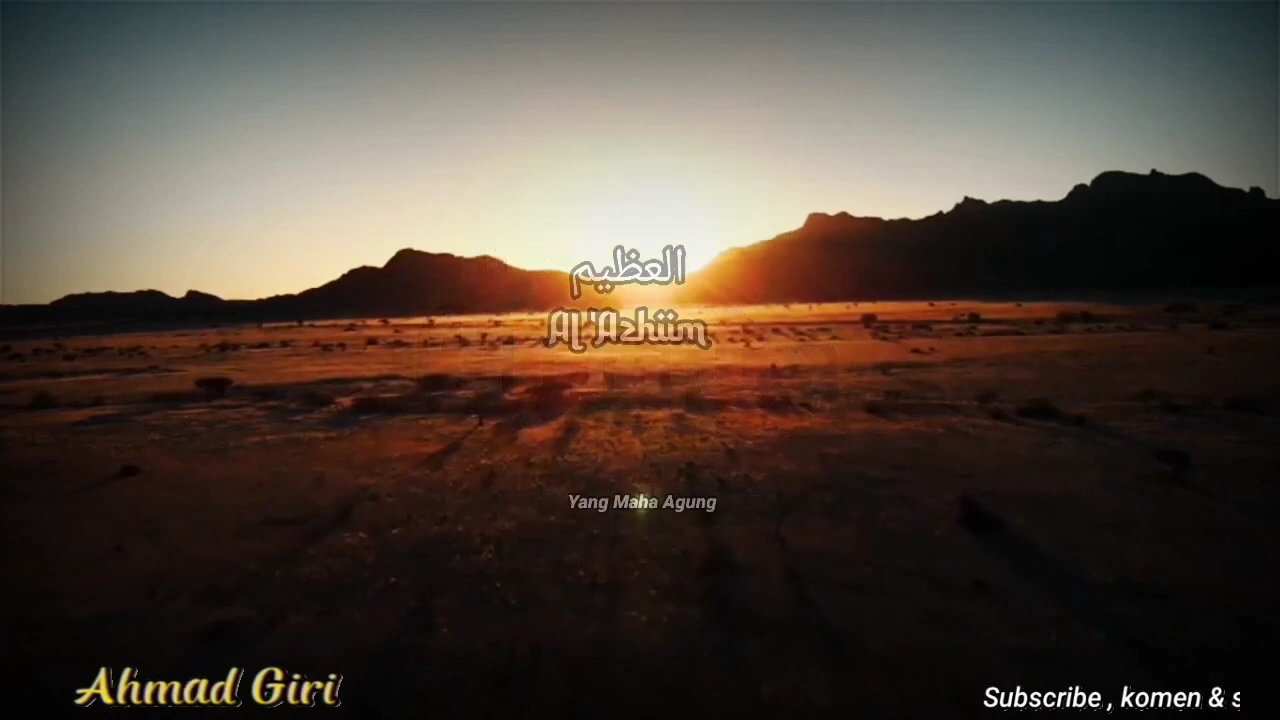 العظيم
Al 'Azhiim
Yang Maha Agung
Ahmad Giri
Subscribe , komen & s